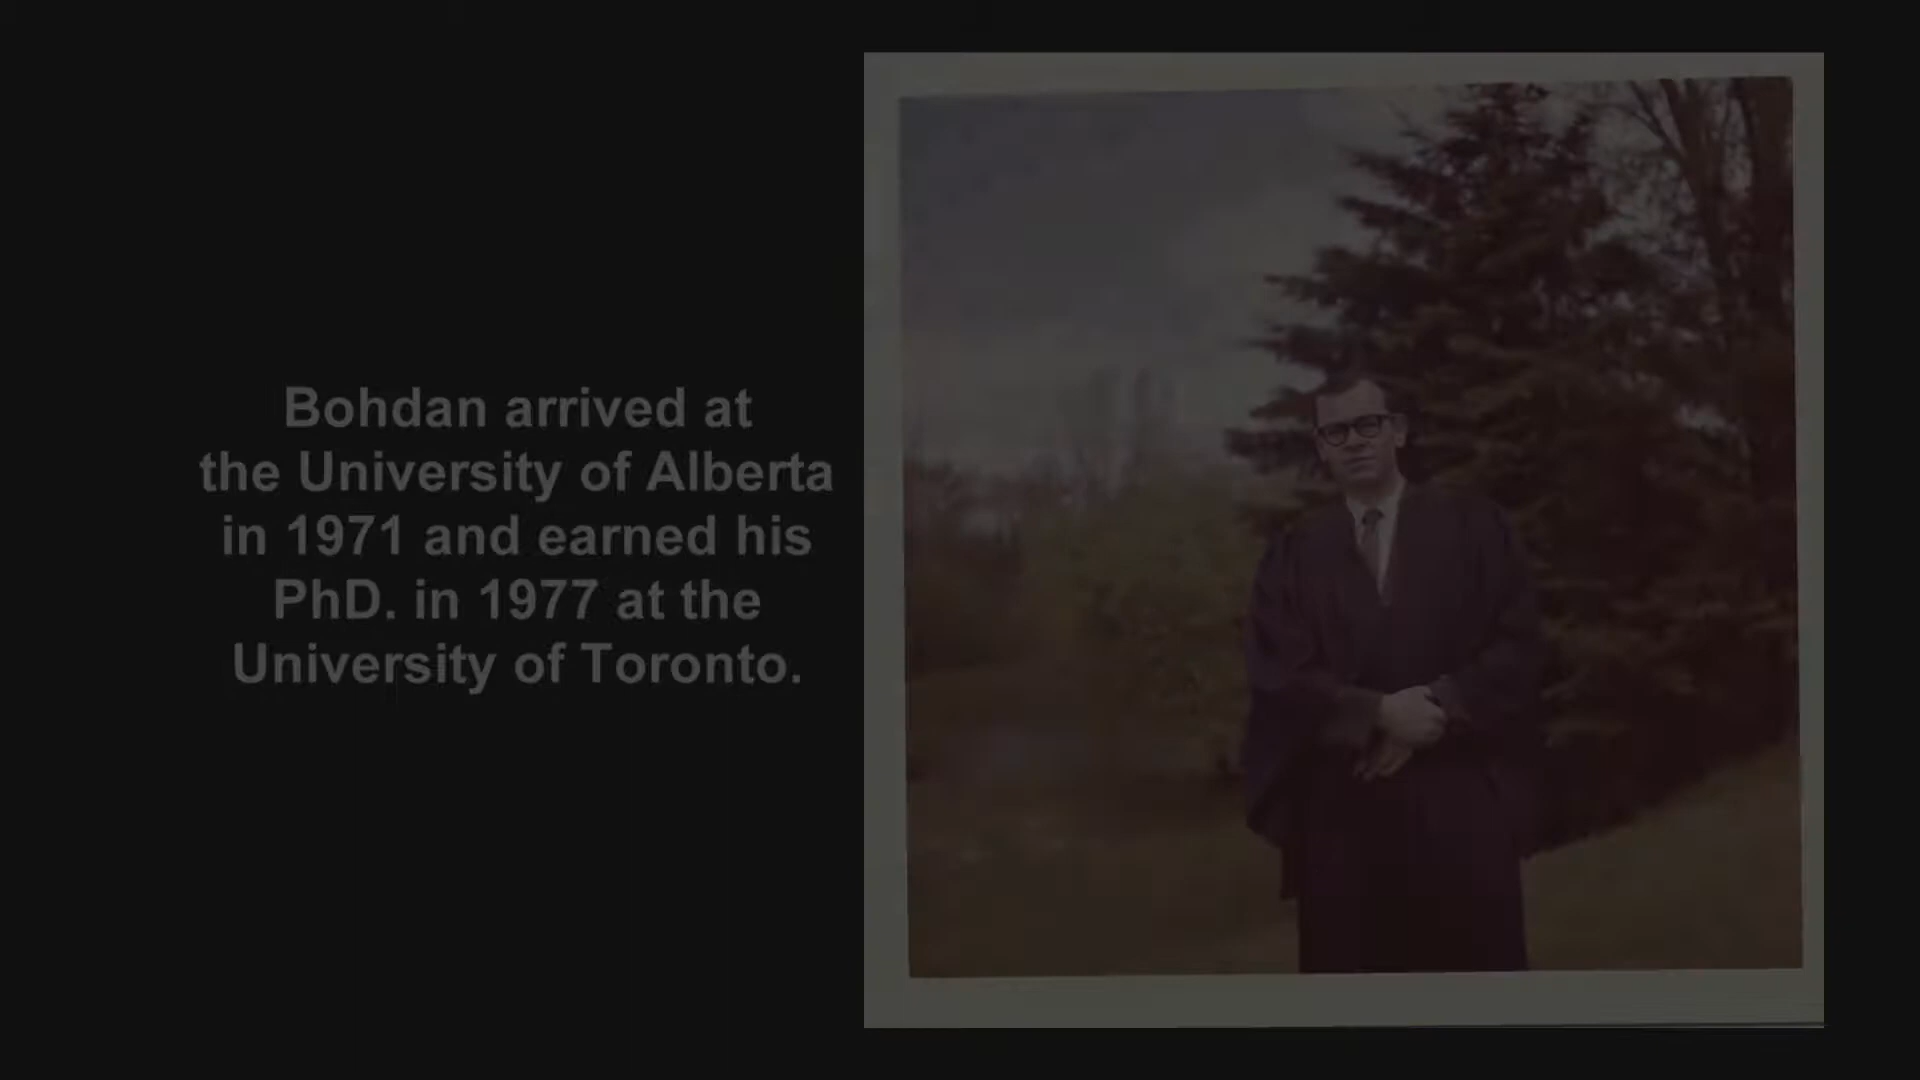 Bohdan arrived at
the University of Alberta
in 1971 and earned his
PhD. in 1977 at the
University of Toronto.